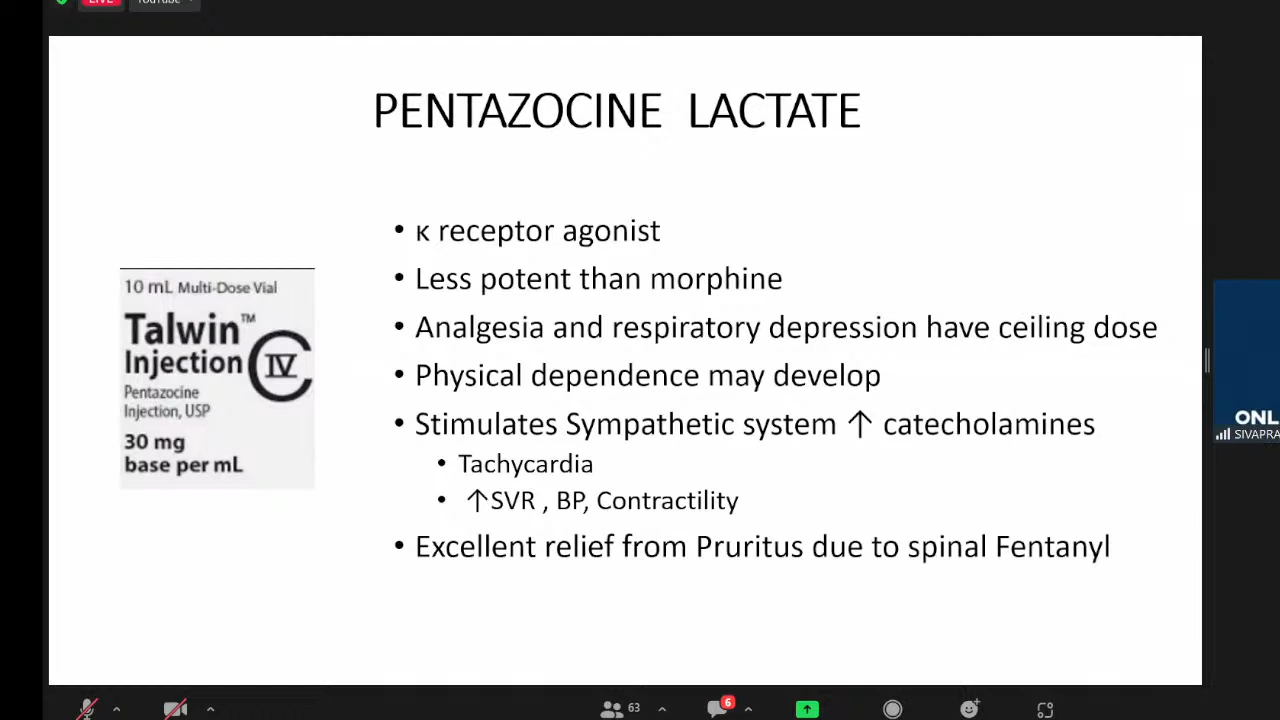 LIVE
YouTube
PENTAZOCINE LACTATE
• κ receptor agonist
• Less potent than morphine
• Analgesia and respiratory depression have ceiling dose
• Physical dependence may develop
• Stimulates Sympathetic system ↑ catecholamines
• Tachycardia
• ↑SVR , BP, Contractility
• Excellent relief from Pruritus due to spinal Fentanyl
10 mL Multi-Dose Vial
Talwin™
Injection
CIV
Pentazocine
Injection, USP
30 mg
base per mL
ONL
SIVAPRA
63
6